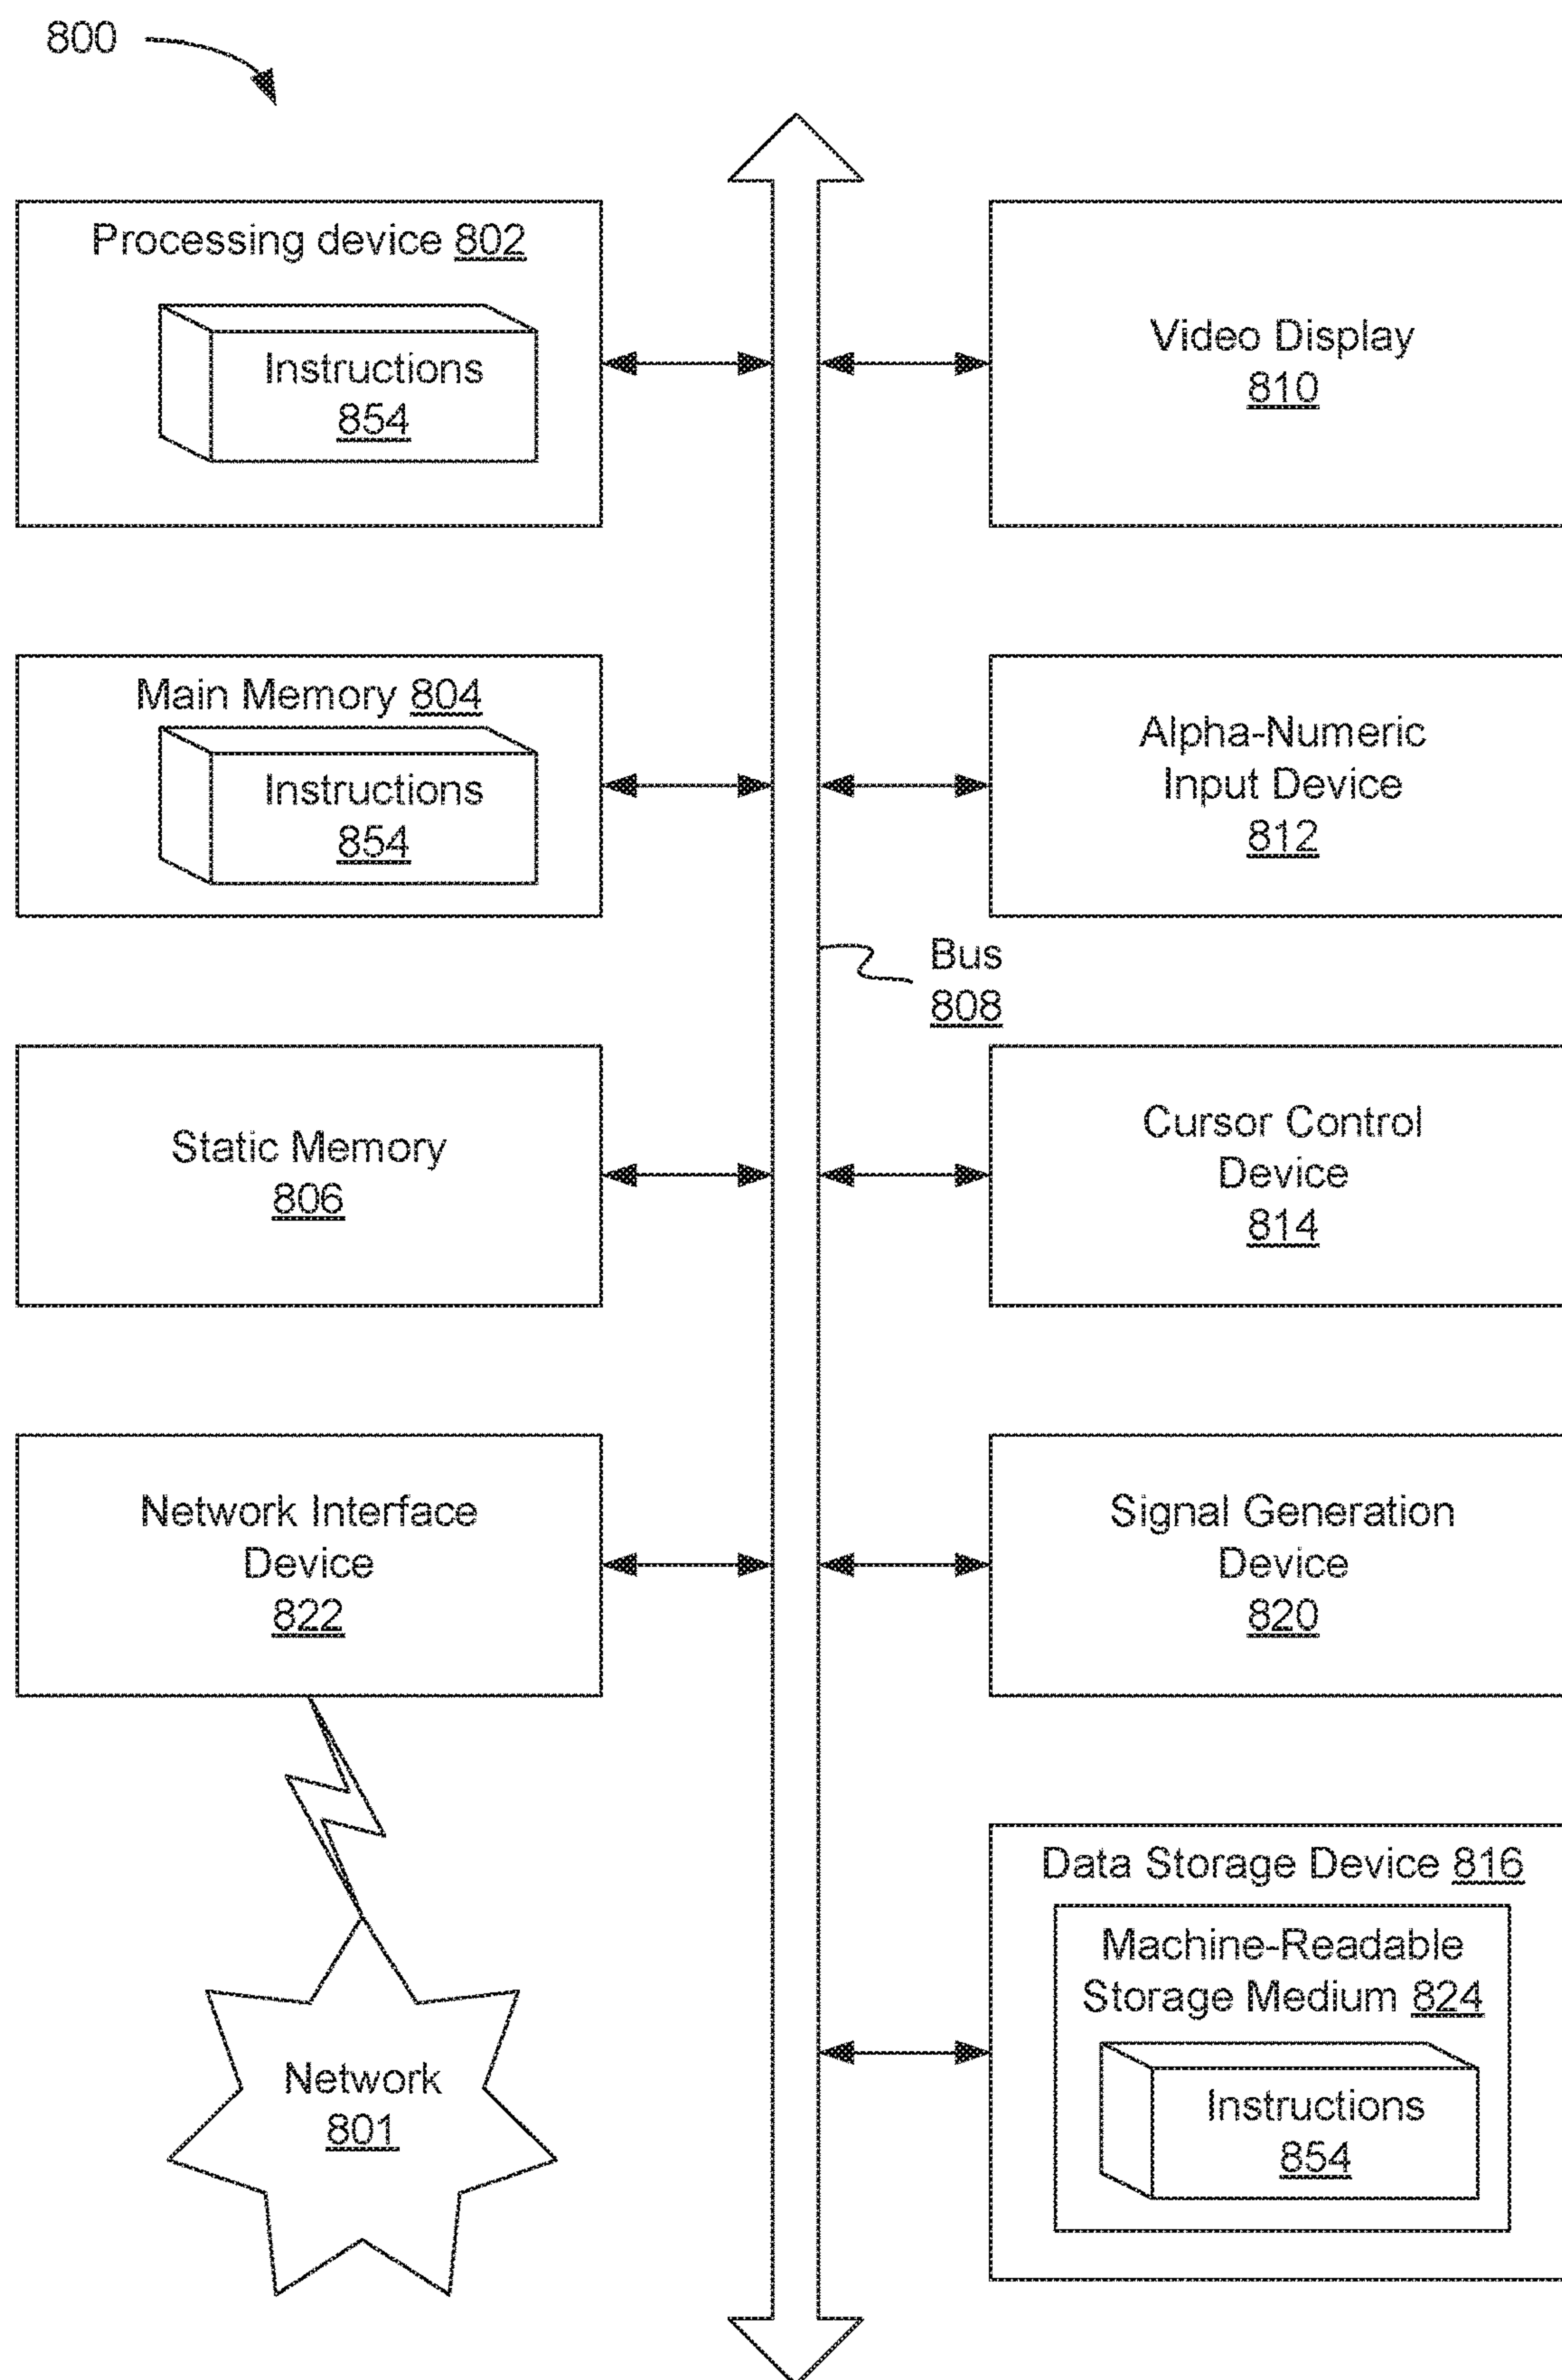 800
Processing device 802
Instructions
854
Video Display
810
Main Memory 804
Instructions
854
Alpha-Numeric
Input Device
812
Bus
808
Static Memory
806
Cursor Control
Device
814
Network Interface
Device
822
Signal Generation
Device
820
Data Storage Device 816
Machine-Readable
Storage Medium 824
Instructions
854
Network
801